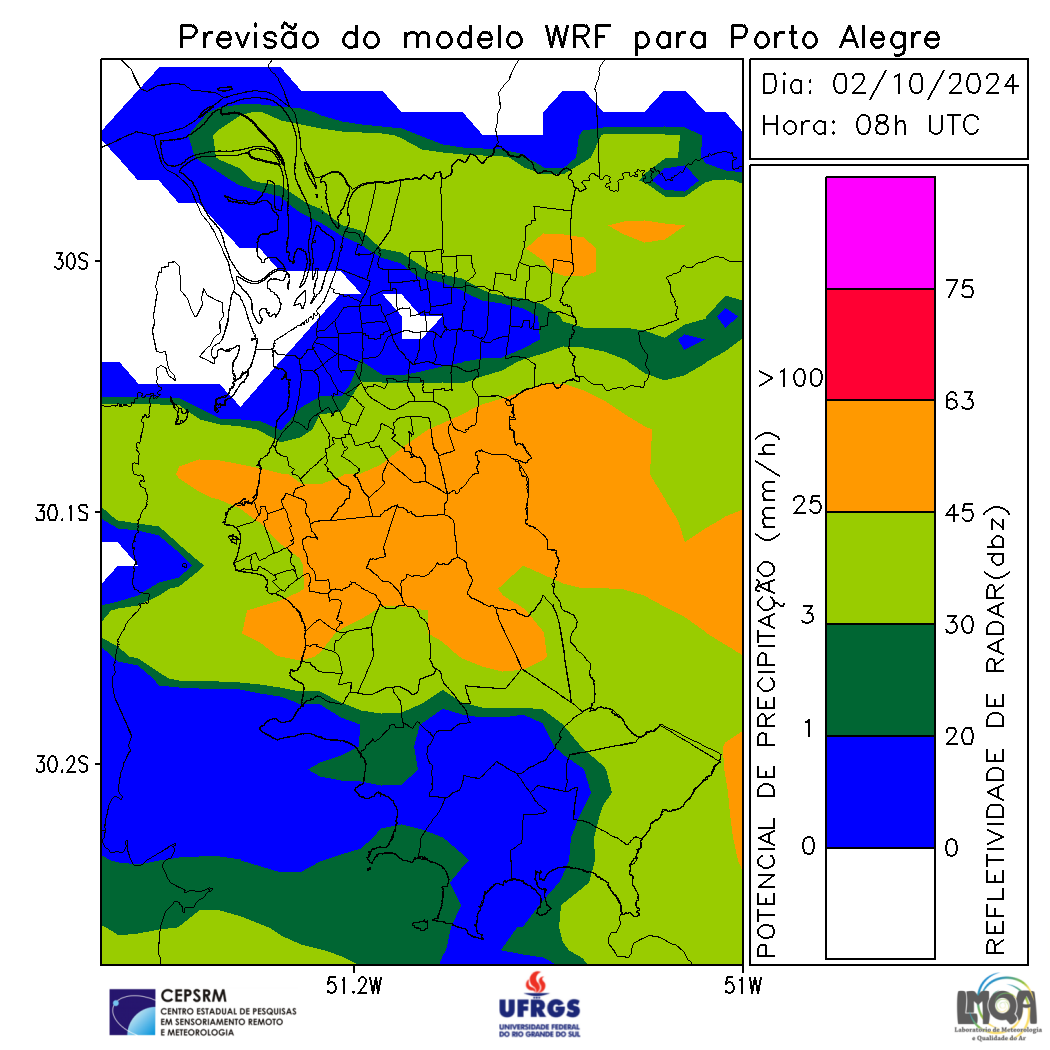 Previsão do modelo WRF para Porto Alegre
Dia: 02/10/2024
Hora: 08h UTC
30S
30.1S
30.2S
51.2W
51W
POTENCIAL DE PRECIPITAÇÃO (mm/h)
>100
25
3
1
0
75
63
45
30
20
0
REFLETIVIDADE DE RADAR(dbz)
CEPSRM
CENTRO ESTADUAL DE PESQUISAS
EM SENSORIAMENTO REMOTO
E METEOROLOGIA
UFRGS
UNIVERSIDADE FEDERAL
DO RIO GRANDE DO SUL
LMQA
Laboratório de Meteorologia
e Qualidade do Ar